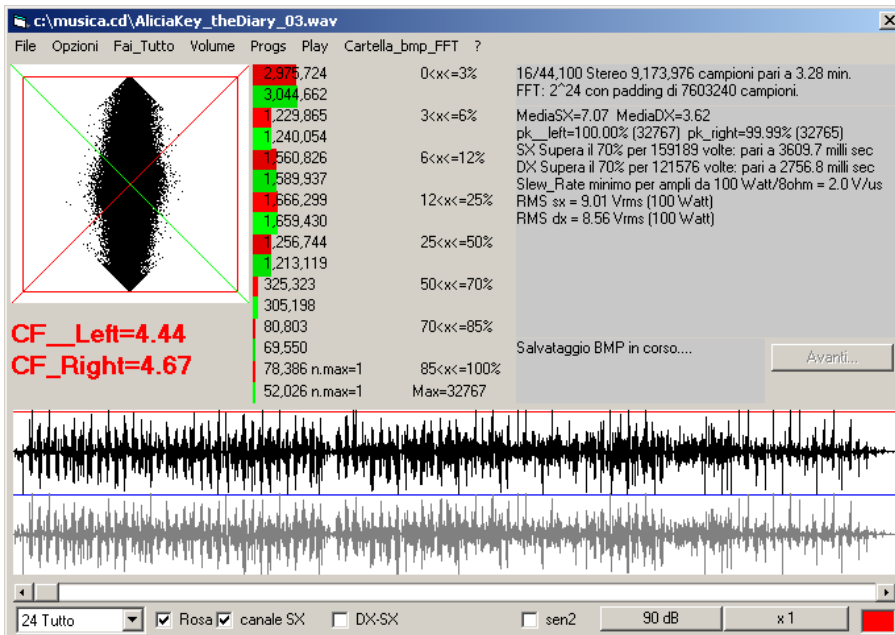 c:\musica.cd\AliciaKey_theDiary_03.wav
File Opzioni Fai_Tutto Volume Progs Play Cartella_bmp_FFT ?
2,975,724 0<x<=3%
3,044,662
1,229,865 3<x<=6%
1,240,054
1,560,826 6<x<=12%
1,589,937
1,666,299 12<x<=25%
1,659,430
1,256,744 25<x<=50%
1,213,119
325,323 50<x<=70%
305,198
80,803 70<x<=85%
69,550
78,386 n.max=1 85<x<=100%
52,026 n.max=1 Max=32767
CF__Left=4.44
CF_Right=4.67
16/44,100 Stereo 9,173,976 campioni pari a 3.28 min.
FFT: 2^24 con padding di 7603240 campioni.
MediaSX=7.07 MediaDX=3.62
pk__left=100.00% (32767) pk_right=99.99% (32765)
SX Supera il 70% per 159189 volte: pari a 3609.7 milli sec
DX Supera il 70% per 121576 volte: pari a 2756.8 milli sec
Slew_Rate minimo per ampli da 100 Watt/8ohm = 2.0 V/us
RMS sx = 9.01 Vrms (100 Watt)
RMS dx = 8.56 Vrms (100 Watt)
Salvataggio BMP in corso....
Avanti...
24 Tutto Rosa canale SX DX-SX sen2 90 dB x 1